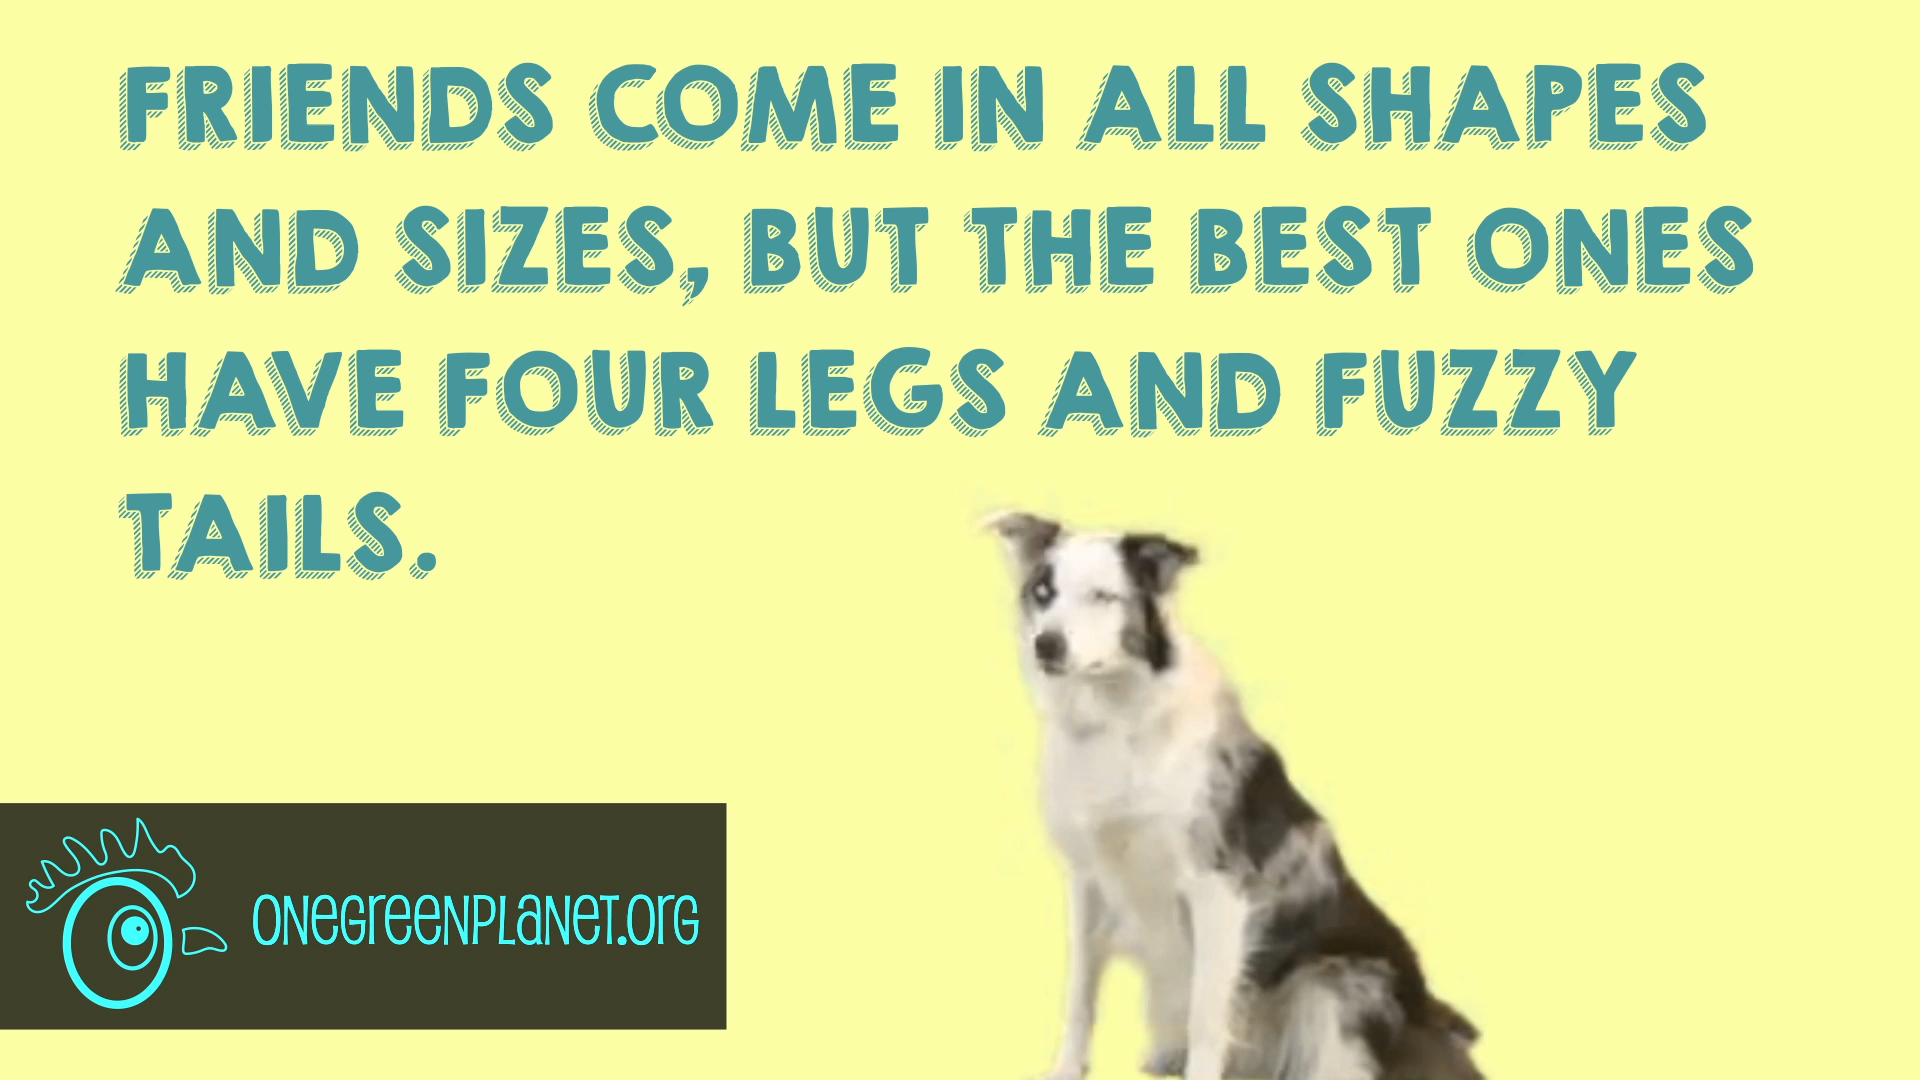 FRIENDS COME IN ALL SHAPES
AND SIZES, BUT THE BEST ONES
HAVE FOUR LEGS AND FUZZY
TAILS.
ONEGREENPLANET.ORG